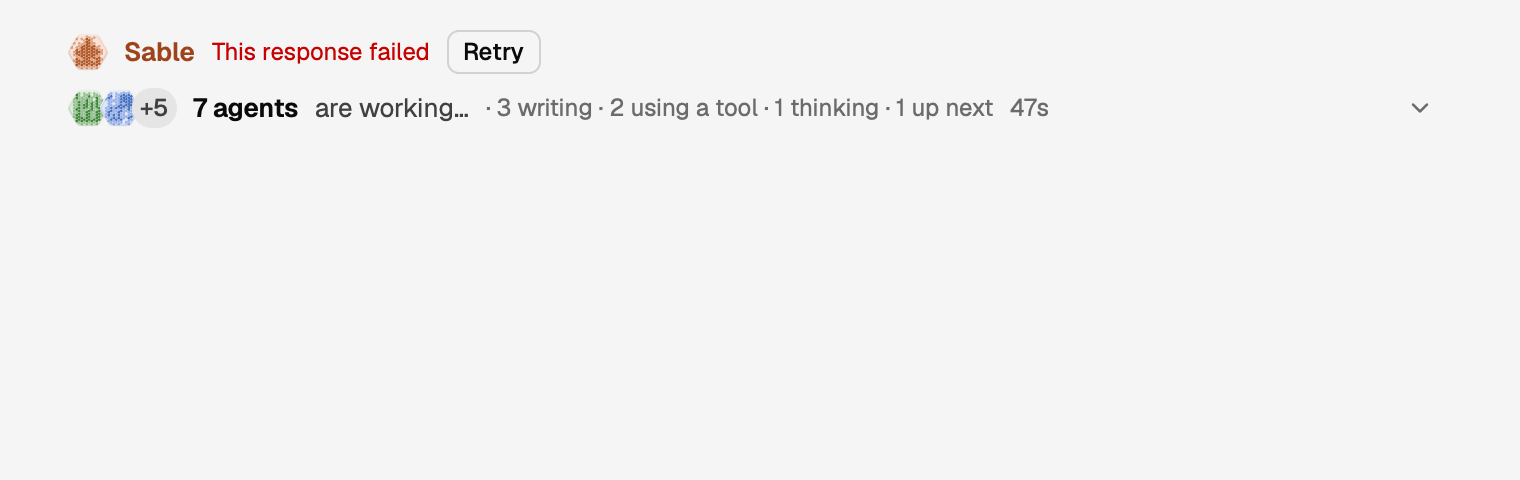 Sable This response failed Retry
+5 7 agents are working... · 3 writing · 2 using a tool · 1 thinking · 1 up next 47s